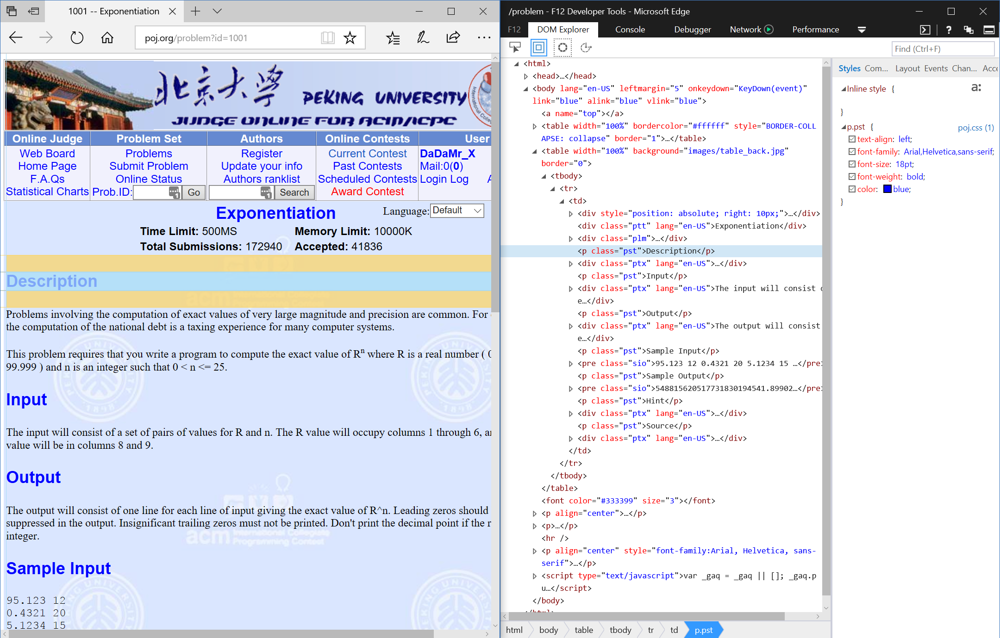 1001 -- Exponentiation
poj.org/problem?id=1001
北京大学
PEKING UNIVERSITY
JUDGE ONLINE FOR ACM/ICPC
Online Judge Problem Set Authors Online Contests User
Web Board Problems Register Current Contest DaDaMr_X
Home Page Submit Problem Update your info Past Contests Mail:0(0)
F.A.Qs Online Status Authors ranklist Scheduled Contests Login Log
Statistical Charts Prob.ID: Go Search Award Contest
Exponentiation
Language: Default
Time Limit: 500MS Memory Limit: 10000K
Total Submissions: 172940 Accepted: 41836
Description
Problems involving the computation of exact values of very large magnitude and precision are common. For
the computation of the national debt is a taxing experience for many computer systems.
This problem requires that you write a program to compute the exact value of Rⁿ where R is a real number ( 0
99.999 ) and n is an integer such that 0 < n <= 25.
Input
The input will consist of a set of pairs of values for R and n. The R value will occupy columns 1 through 6,
value will be in columns 8 and 9.
Output
The output will consist of one line for each line of input giving the exact value of R^n. Leading zeros should
suppressed in the output. Insignificant trailing zeros must not be printed. Don't print the decimal point if the r
integer.
acm International Collegiate
Programming Contest
Sample Input
95.123 12
0.4321 20
5.1234 15
/problem - F12 Developer Tools - Microsoft Edge
F12 DOM Explorer Console Debugger Network Performance
Find (Ctrl+F)
<html>
<head>…</head>
<body lang="en-US" leftmargin="5" onkeydown="KeyDown(event)"
link="blue" alink="blue" vlink="blue">
<a name="top"></a>
<table width="100%" bordercolor="#ffffff" style="BORDER-COLL
APSE: collapse" border="1">…</table>
<table width="100%" background="images/table_back.jpg"
border="0">
<tbody>
<tr>
<td>
<div style="position: absolute; right: 10px;">…</div>
<div class="ptt" lang="en-US">Exponentiation</div>
<div class="plm">…</div>
<p class="pst">Description</p>
<div class="ptx" lang="en-US">…</div>
<p class="pst">Input</p>
<div class="ptx" lang="en-US">The input will consist
e…</div>
<p class="pst">Output</p>
<div class="ptx" lang="en-US">The output will consist
e…</div>
<p class="pst">Sample Input</p>
<pre class="sio">95.123 12 0.4321 20 5.1234 15 …</pre>
<p class="pst">Sample Output</p>
<pre class="sio">548815620517731830194541.89902…</pre>
<p class="pst">Hint</p>
<div class="ptx" lang="en-US">…</div>
<p class="pst">Source</p>
<div class="ptx" lang="en-US">…</div>
</td>
</tr>
</tbody>
</table>
<font color="#333399" size="3"></font>
<p align="center">…</p>
<p>…</p>
<hr />
<p align="center" style="font-family:Arial, Helvetica, sans-
serif">…</p>
<script type="text/javascript">var _gaq = _gaq || []; _gaq.p
u…</script>
</body>
</html>
html body table tbody tr td p.pst
Styles Com... Layout Events Chan... Acce
Inline style {
a:
}
p.pst { poj.css (1)
text-align: left;
font-family: Arial,Helvetica,sans-serif;
font-size: 18pt;
font-weight: bold;
color: blue;
}